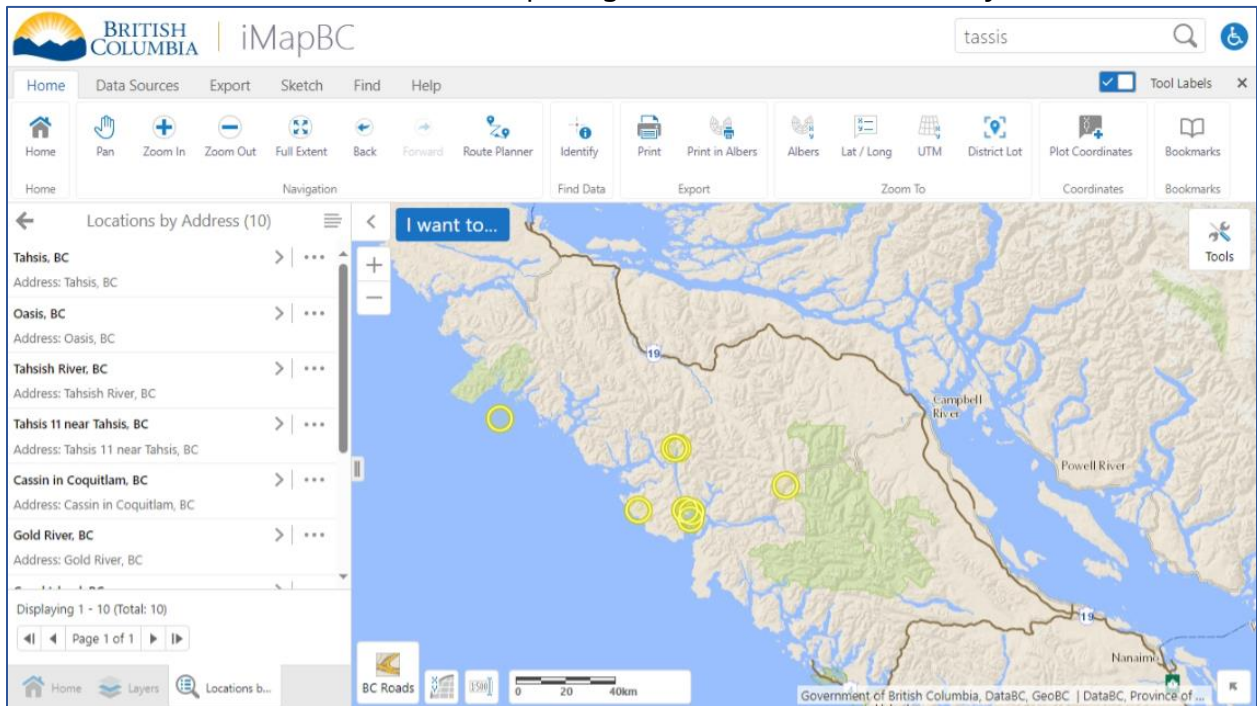 BRITISH
COLUMBIA
iMapBC
tassis
Home Data Sources Export Sketch Find Help
Tool Labels
Home Pan Zoom In Zoom Out Full Extent Back Forward Route Planner Identify Print Print in Albers Albers Lat / Long UTM District Lot Plot Coordinates Bookmarks
Home Navigation Find Data Export Zoom To Coordinates Bookmarks
Locations by Address (10)
Tahsis, BC
Address: Tahsis, BC
Oasis, BC
Address: Oasis, BC
Tahsish River, BC
Address: Tahsish River, BC
Tahsis 11 near Tahsis, BC
Address: Tahsis 11 near Tahsis, BC
Cassin in Coquitlam, BC
Address: Cassin in Coquitlam, BC
Gold River, BC
Address: Gold River, BC
Displaying 1 - 10 (Total: 10)
Page 1 of 1
Home Layers Locations b...
I want to...
Tools
19
Campbell
River
Powell River
19
Nanaimo
1
BC Roads
1:500
0 20 40km
Government of British Columbia, DataBC, GeoBC | DataBC, Province of ...